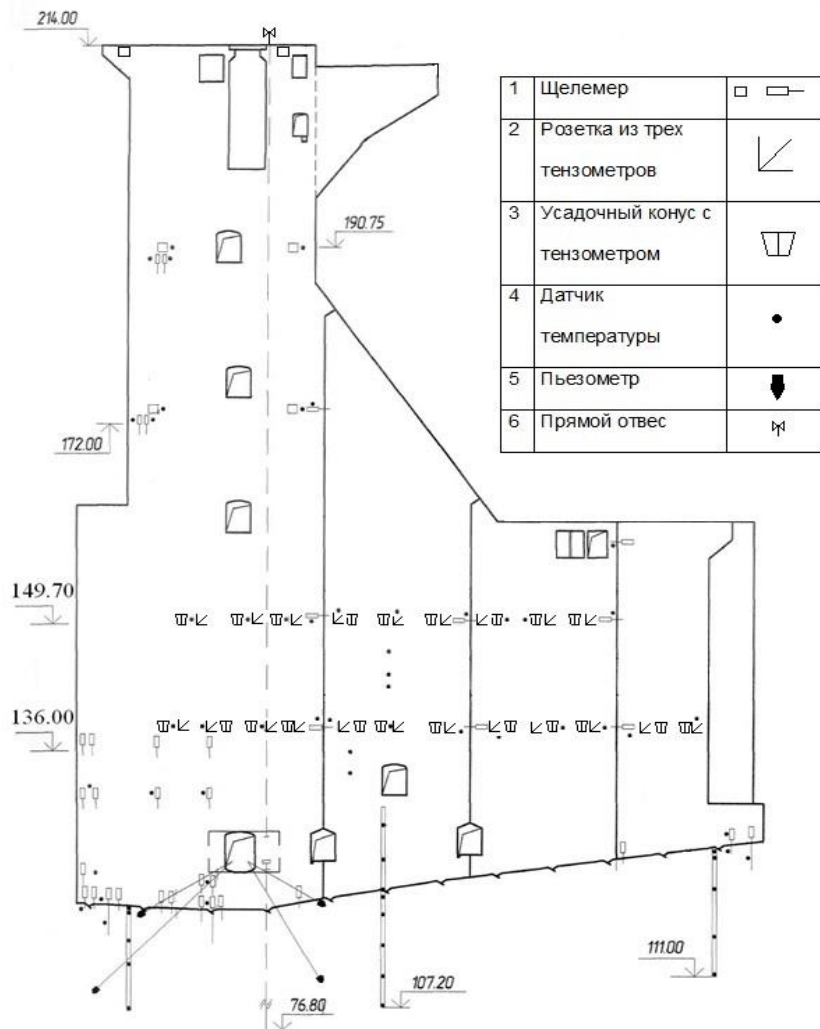 214.00
1 Щелемер
2 Розетка из трех
тензометров
190.75
3 Усадочный конус с
тензометром
4 Датчик
температуры
5 Пьезометр
172.00
6 Прямой отвес
149.70
136.00
111.00
107.20
76.80